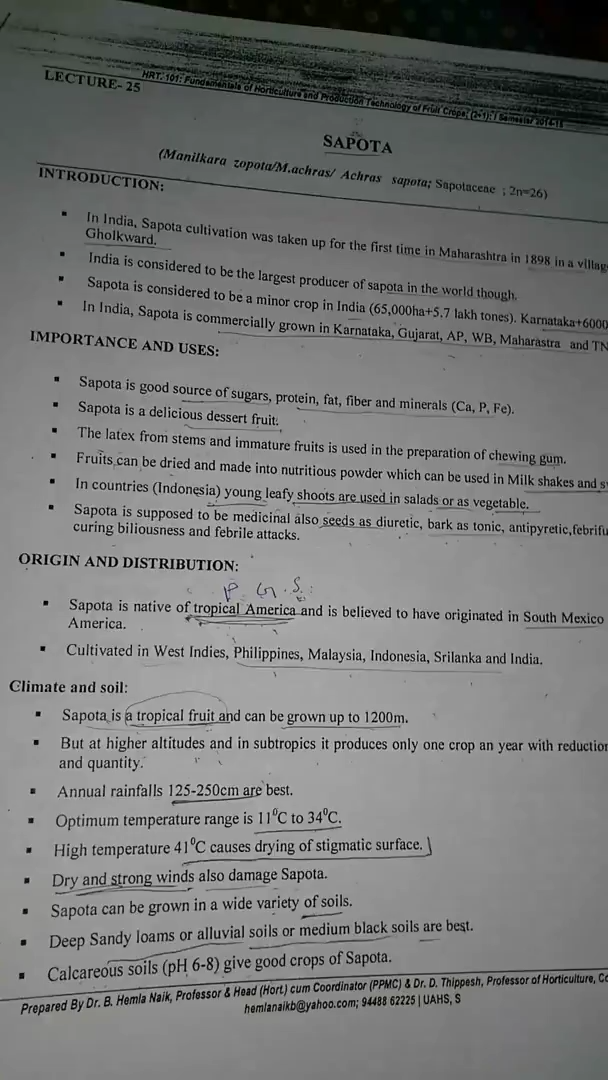 LECTURE- 25
HRT. 101: Fundamentals of Horticulture and Production Technology of Fruit Crops; (2+1); I Semester 2014-15
SAPOTA
(Manilkara zopota/M.achras/ Achras sapota; Sapotaceae ; 2n=26)
INTRODUCTION:
▪ In India, Sapota cultivation was taken up for the first time in Maharashtra in 1898 in a villag
Gholkward.
▪ India is considered to be the largest producer of sapota in the world though.
▪ Sapota is considered to be a minor crop in India (65,000ha+5.7 lakh tones). Karnataka+6000
▪ In India, Sapota is commercially grown in Karnataka, Gujarat, AP, WB, Maharastra and TN
IMPORTANCE AND USES:
▪ Sapota is good source of sugars, protein, fat, fiber and minerals (Ca, P, Fe).
▪ Sapota is a delicious dessert fruit.
▪ The latex from stems and immature fruits is used in the preparation of chewing gum.
▪ Fruits can be dried and made into nutritious powder which can be used in Milk shakes and s
▪ In countries (Indonesia) young leafy shoots are used in salads or as vegetable.
▪ Sapota is supposed to be medicinal also seeds as diuretic, bark as tonic, antipyretic,febrifu
curing biliousness and febrile attacks.
ORIGIN AND DISTRIBUTION:
P G.S.
▪ Sapota is native of tropical America and is believed to have originated in South Mexico
America.
▪ Cultivated in West Indies, Philippines, Malaysia, Indonesia, Srilanka and India.
Climate and soil:
▪ Sapota is a tropical fruit and can be grown up to 1200m.
▪ But at higher altitudes and in subtropics it produces only one crop an year with reduction
and quantity.
▪ Annual rainfalls 125-250cm are best.
▪ Optimum temperature range is 11⁰C to 34⁰C.
▪ High temperature 41⁰C causes drying of stigmatic surface.
▪ Dry and strong winds also damage Sapota.
▪ Sapota can be grown in a wide variety of soils.
▪ Deep Sandy loams or alluvial soils or medium black soils are best.
▪ Calcareous soils (pH 6-8) give good crops of Sapota.
Prepared By Dr. B. Hemla Naik, Professor & Head (Hort.) cum Coordinator (PPMC) & Dr. D. Thippesh, Professor of Horticulture, Co
hemlanaikb@yahoo.com; 94488 62225 | UAHS, S